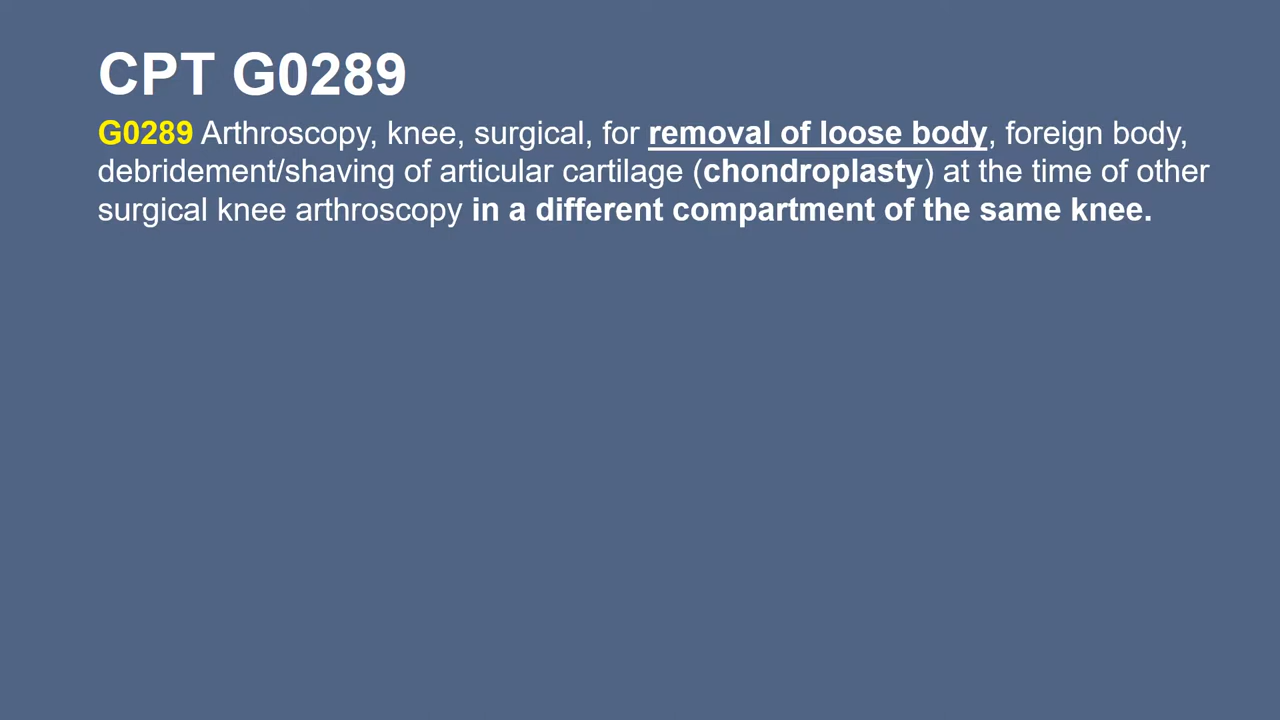 CPT G0289
G0289 Arthroscopy, knee, surgical, for removal of loose body, foreign body,
debridement/shaving of articular cartilage (chondroplasty) at the time of other
surgical knee arthroscopy in a different compartment of the same knee.